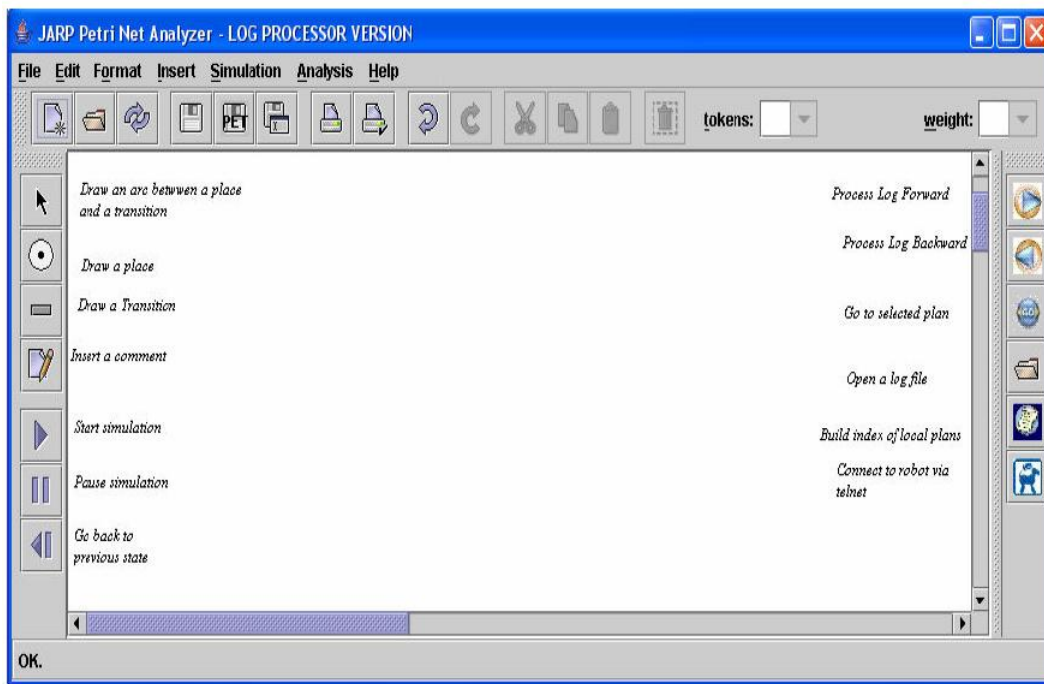 JARP Petri Net Analyzer - LOG PROCESSOR VERSION
File Edit Format Insert Simulation Analysis Help
PET
tokens:
weight:
Draw an arc betwwen a place
and a transition
Draw a place
Draw a Transition
Insert a comment
Start simulation
Pause simulation
Go back to
previous state
Process Log Forward
Process Log Backward
Go to selected plan
GO
Open a log file
Build index of local plans
Connect to robot via
telnet
OK.